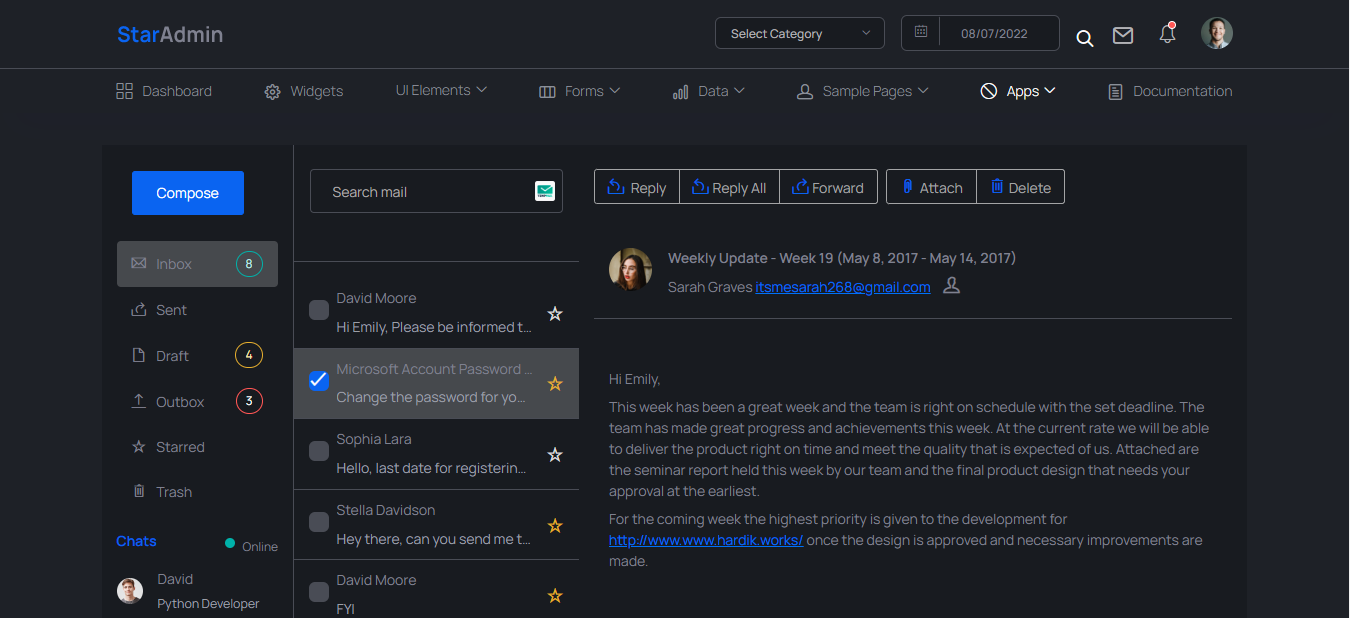 StarAdmin
Select Category
08/07/2022
Dashboard
Widgets
UI Elements
Forms
Data
Sample Pages
Apps
Documentation
Compose
Inbox
8
Sent
Draft
4
Outbox
3
Starred
Trash
Chats
Online
David
Python Developer
Search mail
David Moore
Hi Emily, Please be informed t...
Microsoft Account Password ...
Change the password for yo...
Sophia Lara
Hello, last date for registerin...
Stella Davidson
Hey there, can you send me t...
David Moore
FYI
Reply
Reply All
Forward
Attach
Delete
Weekly Update - Week 19 (May 8, 2017 - May 14, 2017)
Sarah Graves itsmesarah268@gmail.com
Hi Emily,
This week has been a great week and the team is right on schedule with the set deadline. The
team has made great progress and achievements this week. At the current rate we will be able
to deliver the product right on time and meet the quality that is expected of us. Attached are
the seminar report held this week by our team and the final product design that needs your
approval at the earliest.
For the coming week the highest priority is given to the development for
http://www.www.hardik.works/ once the design is approved and necessary improvements are
made.